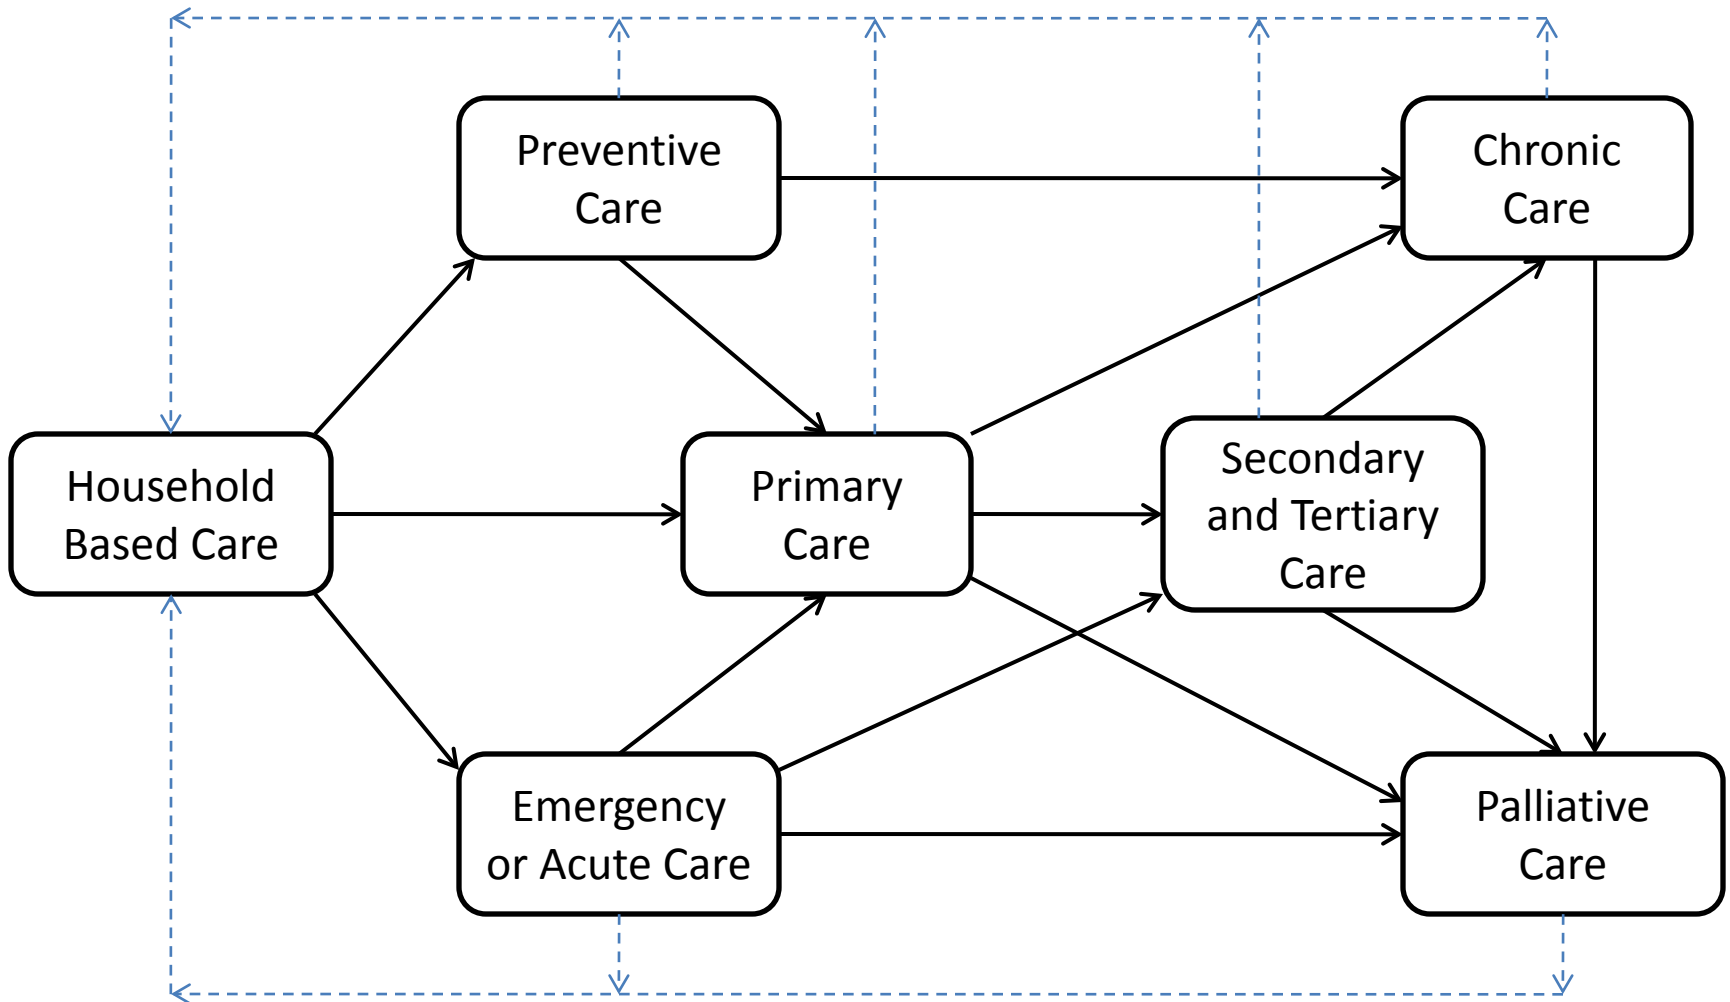 Preventive
Care
Chronic
Care
Household
Based Care
Primary
Care
Secondary
and Tertiary
Care
Emergency
or Acute Care
Palliative
Care